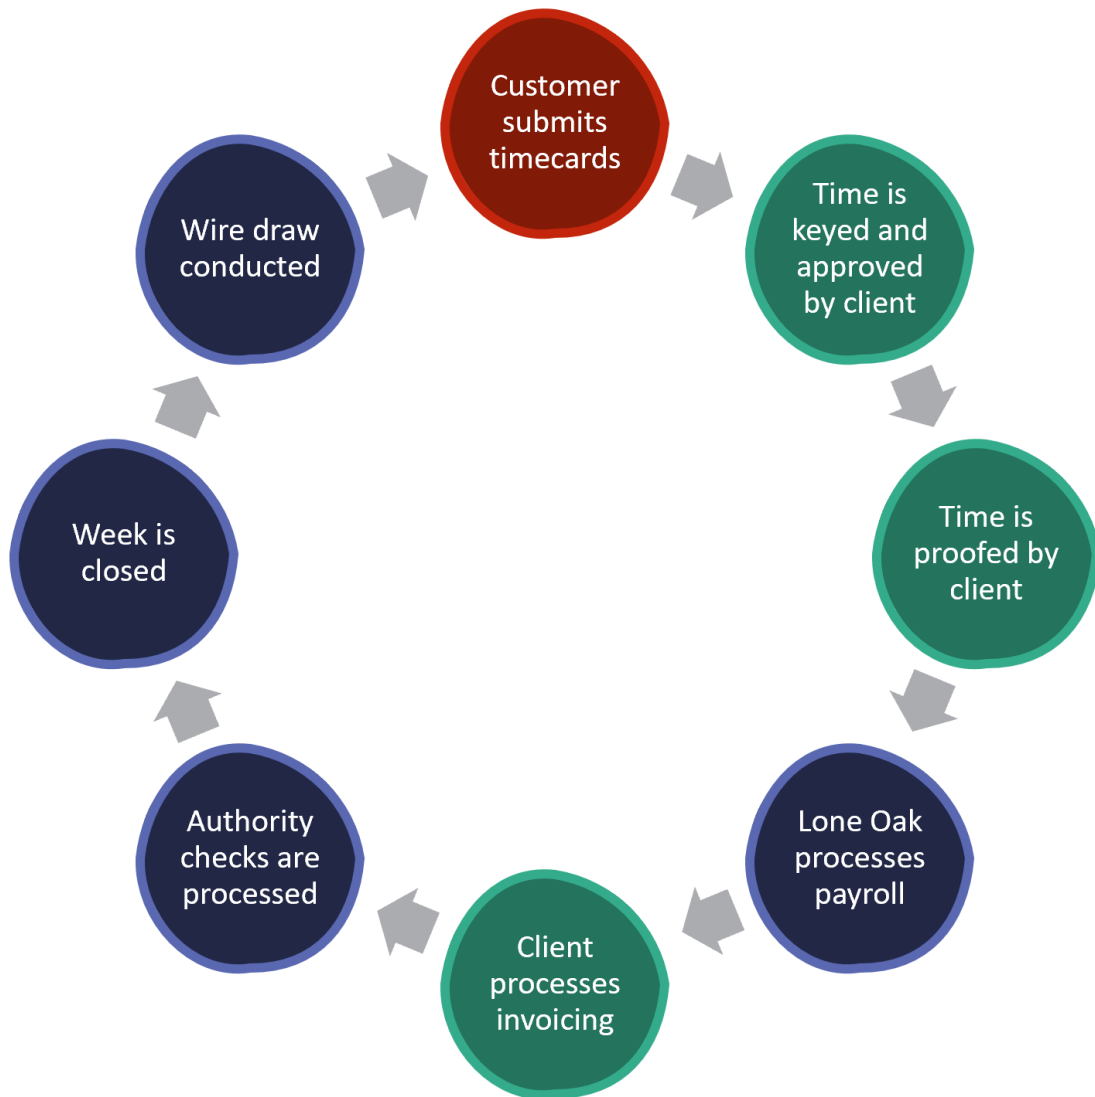 Customer
submits
timecards
Time is
keyed and
approved
by client
Time is
proofed by
client
Lone Oak
processes
payroll
Client
processes
invoicing
Authority
checks are
processed
Week is
closed
Wire draw
conducted